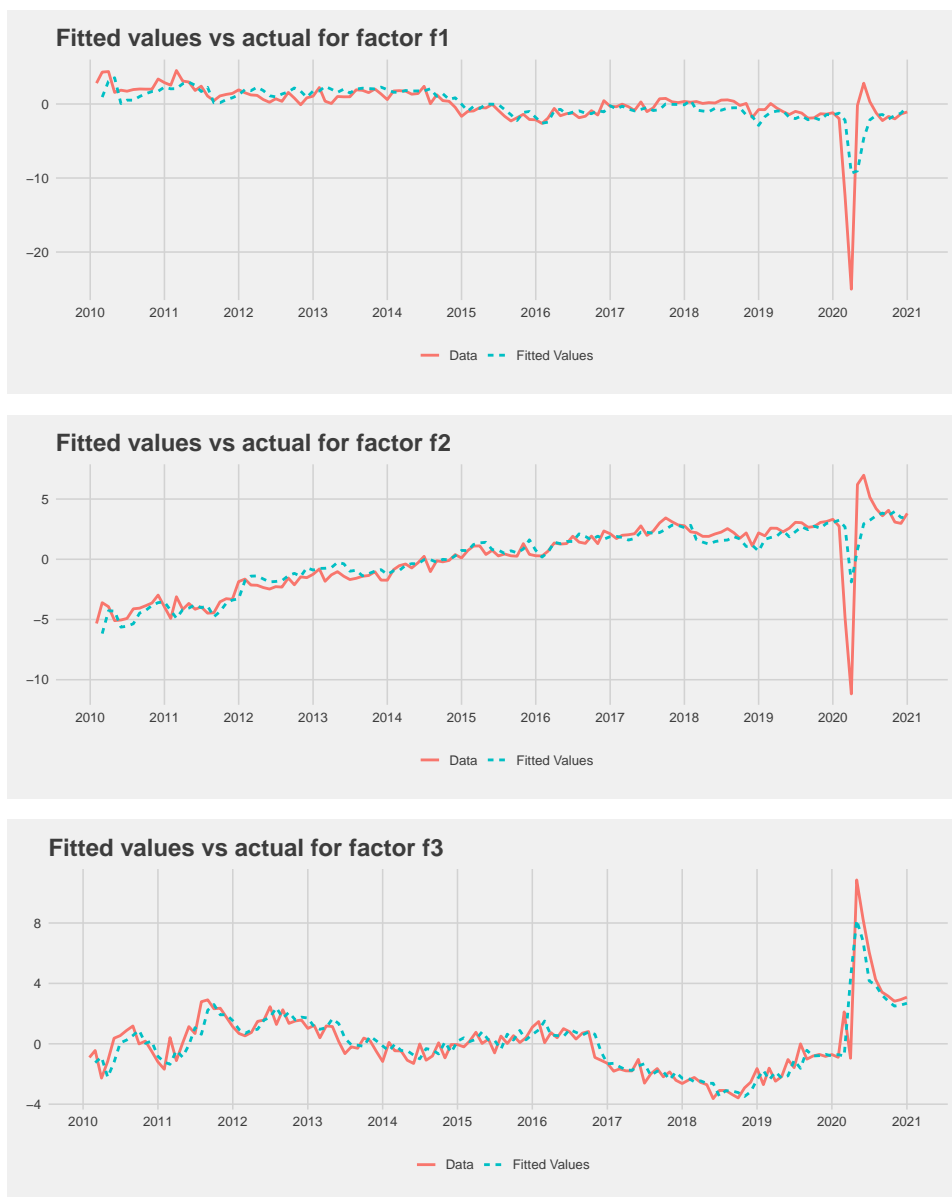 Fitted values vs actual for factor f1
0
−10
−20
2010 2011 2012 2013 2014 2015 2016 2017 2018 2019 2020 2021
Data Fitted Values
Fitted values vs actual for factor f2
5
0
−5
−10
2010 2011 2012 2013 2014 2015 2016 2017 2018 2019 2020 2021
Data Fitted Values
Fitted values vs actual for factor f3
8
4
0
−4
2010 2011 2012 2013 2014 2015 2016 2017 2018 2019 2020 2021
Data Fitted Values